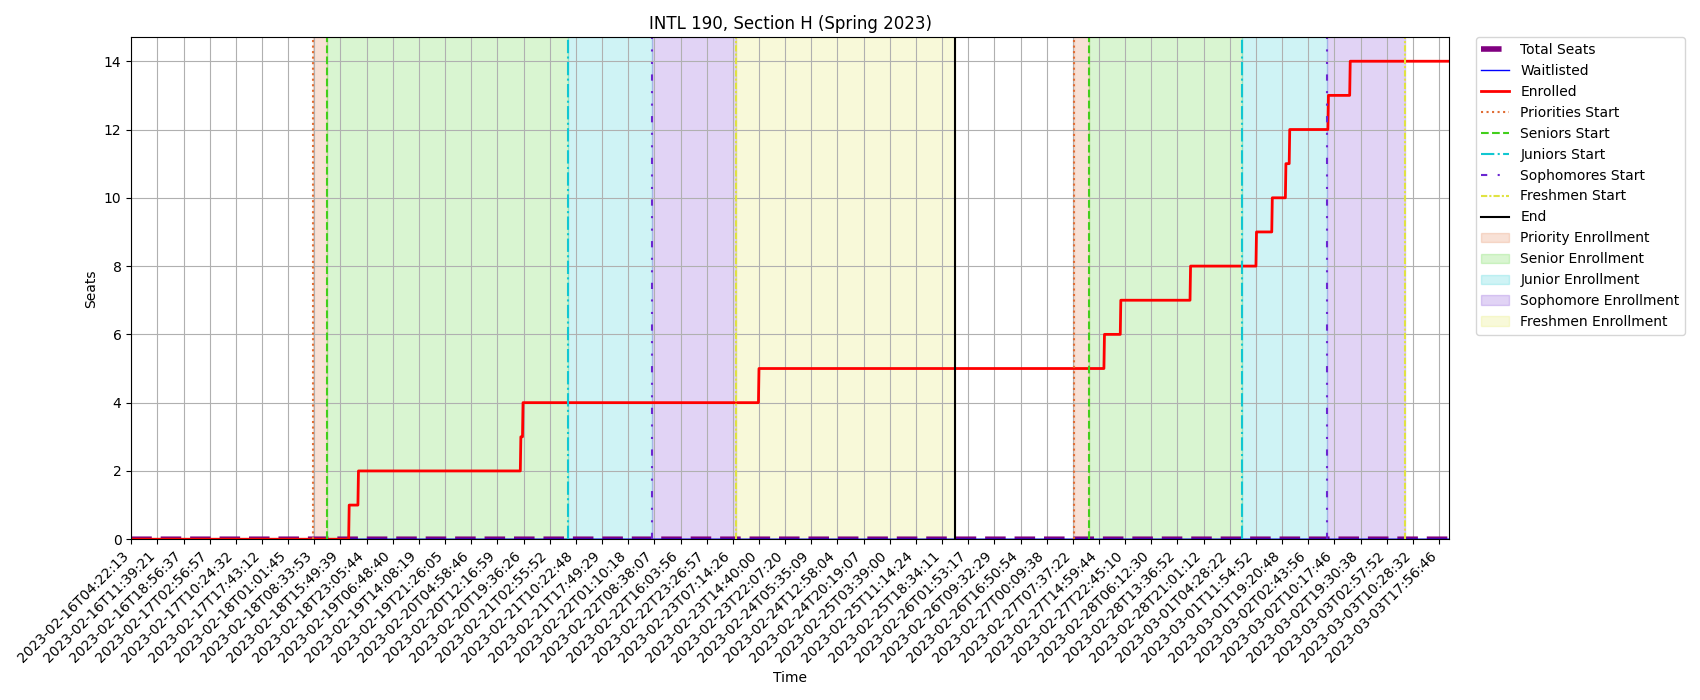 INTL 190, Section H (Spring 2023)
Seats
14
12
10
8
6
4
2
0
2023-02-16T04:22:13
2023-02-16T11:39:21
2023-02-16T18:56:37
2023-02-17T02:56:57
2023-02-17T10:24:32
2023-02-17T17:43:12
2023-02-18T01:01:45
2023-02-18T08:33:53
2023-02-18T15:49:39
2023-02-18T23:05:44
2023-02-19T06:48:40
2023-02-19T14:08:19
2023-02-19T21:26:05
2023-02-20T04:58:46
2023-02-20T12:16:59
2023-02-20T19:36:26
2023-02-21T02:55:52
2023-02-21T10:22:48
2023-02-21T17:49:29
2023-02-22T01:10:18
2023-02-22T08:38:07
2023-02-22T16:03:56
2023-02-22T23:26:57
2023-02-23T07:14:26
2023-02-23T14:40:00
2023-02-23T22:07:20
2023-02-24T05:35:09
2023-02-24T12:58:04
2023-02-24T20:19:07
2023-02-25T03:39:00
2023-02-25T11:14:24
2023-02-25T18:34:11
2023-02-26T01:53:17
2023-02-26T09:32:29
2023-02-26T16:50:54
2023-02-27T00:09:38
2023-02-27T07:37:22
2023-02-27T14:59:44
2023-02-27T22:45:10
2023-02-28T06:12:30
2023-02-28T13:36:52
2023-02-28T21:01:12
2023-03-01T04:28:22
2023-03-01T11:54:52
2023-03-01T19:20:48
2023-03-02T02:43:56
2023-03-02T10:17:46
2023-03-02T19:30:38
2023-03-03T02:57:52
2023-03-03T10:28:32
2023-03-03T17:56:46
Time
Total Seats
Waitlisted
Enrolled
Priorities Start
Seniors Start
Juniors Start
Sophomores Start
Freshmen Start
End
Priority Enrollment
Senior Enrollment
Junior Enrollment
Sophomore Enrollment
Freshmen Enrollment